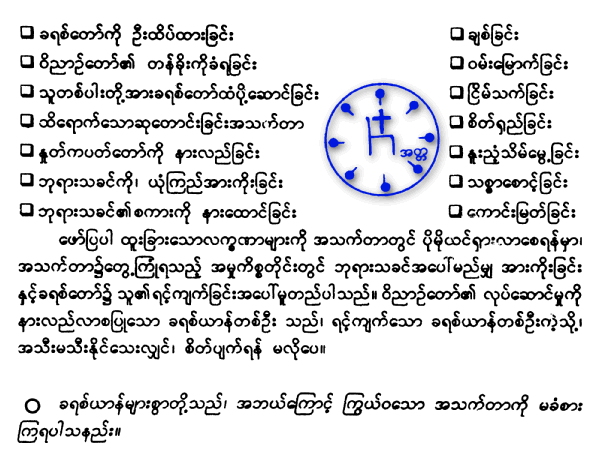 ❑ ခရစ်တော်ကို ဦးထိပ်ထားခြင်း
❑ ဝိညာဉ်တော်၏ တန်ခိုးကိုခံရခြင်း
❑ သူတစ်ပါးတို့အားခရစ်တော်ထံပို့ဆောင်ခြင်း
❑ ထိရောက်သောဆုတောင်းခြင်းအသက်တာ
❑ နှုတ်ကပတ်တော်ကို နားလည်ခြင်း
❑ ဘုရားသခင်ကို၊ ယုံကြည်အားကိုးခြင်း
❑ ဘုရားသခင်၏စကားကို နားထောင်ခြင်း
အတ္တ
❑ ချစ်ခြင်း
❑ ဝမ်းမြောက်ခြင်း
❑ ငြိမ်သက်ခြင်း
❑ စိတ်ရှည်ခြင်း
❑ နူးညံ့သိမ်မွေ့ခြင်း
❑ သစ္စာစောင့်ခြင်း
❑ ကောင်းမြတ်ခြင်း
ဖော်ပြပါ ထူးခြားသောလက္ခဏာများကို အသက်တာတွင် ပိုမိုယင်ရှားလာစေရန်မှာ၊
အသက်တာ၌တွေ့ကြုံရသည့် အမှုကိစ္စတိုင်းတွင် ဘုရားသခင်အပေါ်မည်မျှ အားကိုးခြင်း
နှင့်ခရစ်တော်၌ သူ၏ရင့်ကျက်ခြင်းအပေါ်မူတည်ပါသည်။ ဝိညာဉ်တော်၏ လုပ်ဆောင်မှုကို
နားလည်လာစပြုသော ခရစ်ယာန်တစ်ဦး သည်၊ ရင့်ကျက်သော ခရစ်ယာန်တစ်ဦးကဲ့သို့၊
အသီးမသီးနိုင်သေးလျှင်၊ စိတ်ပျက်ရန် မလိုပေ။
O ခရစ်ယာန်များစွာတို့သည်၊ အဘယ်ကြောင့် ကြွယ်ဝသော အသက်တာကို မခံစား
ကြရပါသနည်း။